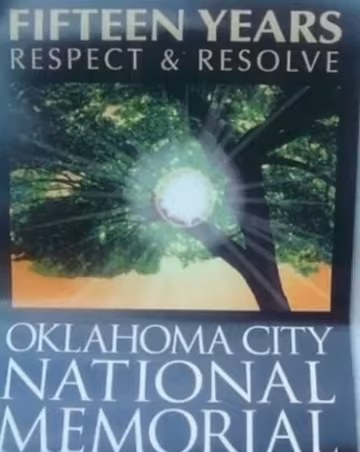 FIFTEEN YEARS
RESPECT & RESOLVE
OKLAHOMA CITY
NATIONAL
MEMORIAL